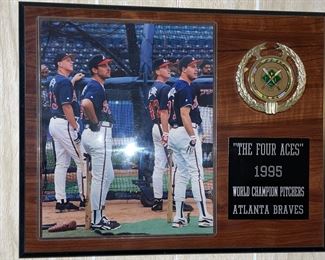 "THE FOUR ACES"
1995
WORLD CHAMPION PITCHERS
ATLANTA BRAVES